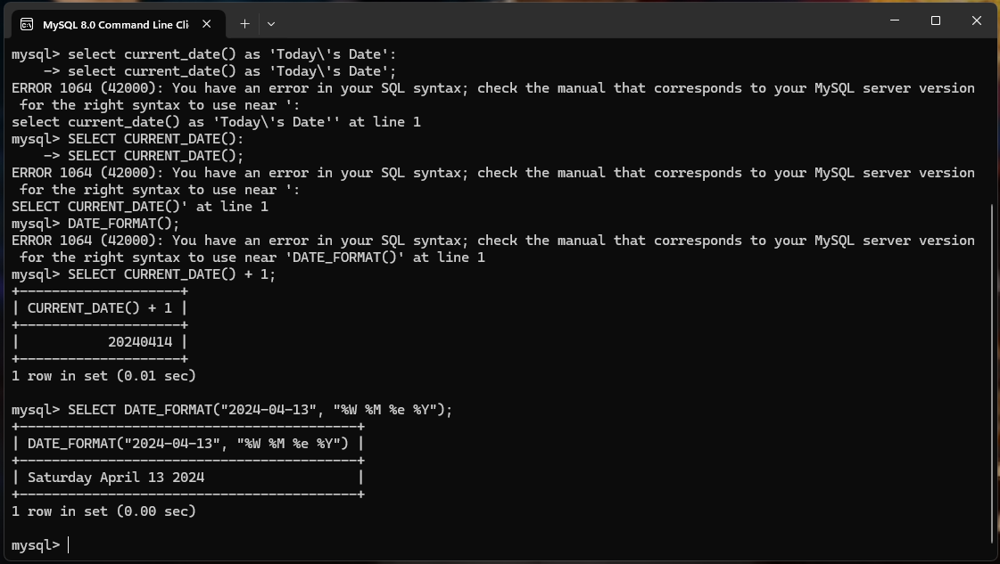 MySQL 8.0 Command Line Cli
mysql> select current_date() as 'Today\'s Date':
    -> select current_date() as 'Today\'s Date';
ERROR 1064 (42000): You have an error in your SQL syntax; check the manual that corresponds to your MySQL server version
 for the right syntax to use near ':
select current_date() as 'Today\'s Date'' at line 1
mysql> SELECT CURRENT_DATE():
    -> SELECT CURRENT_DATE();
ERROR 1064 (42000): You have an error in your SQL syntax; check the manual that corresponds to your MySQL server version
 for the right syntax to use near ':
SELECT CURRENT_DATE()' at line 1
mysql> DATE_FORMAT();
ERROR 1064 (42000): You have an error in your SQL syntax; check the manual that corresponds to your MySQL server version
 for the right syntax to use near 'DATE_FORMAT()' at line 1
mysql> SELECT CURRENT_DATE() + 1;
+--------------------+
| CURRENT_DATE() + 1 |
+--------------------+
|           20240414 |
+--------------------+
1 row in set (0.01 sec)

mysql> SELECT DATE_FORMAT("2024-04-13", "%W %M %e %Y");
+------------------------------------------+
| DATE_FORMAT("2024-04-13", "%W %M %e %Y") |
+------------------------------------------+
| Saturday April 13 2024                   |
+------------------------------------------+
1 row in set (0.00 sec)

mysql>